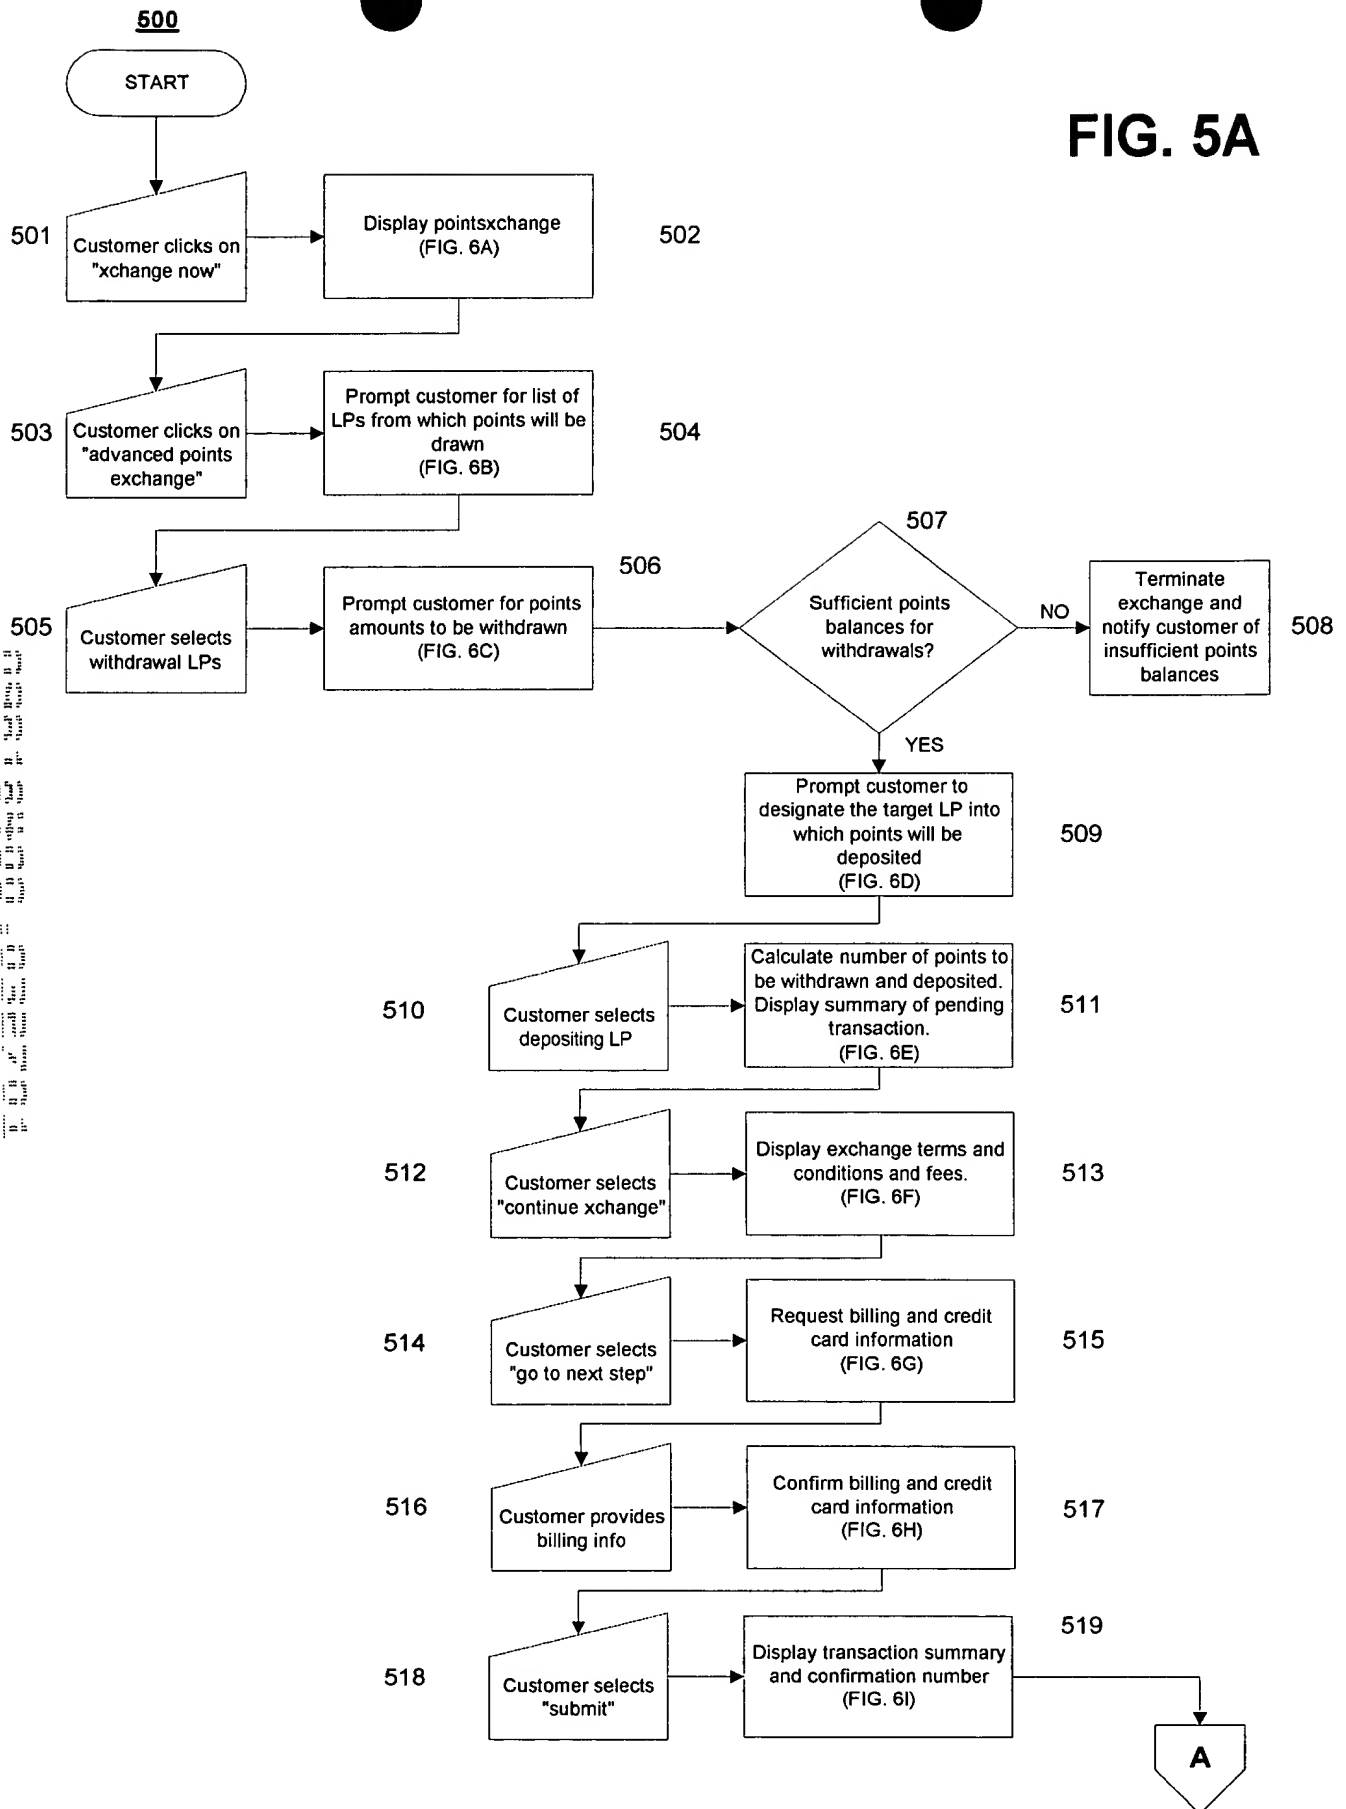 500
START
FIG. 5A
501
Customer clicks on
"xchange now"
Display pointsxchange
(FIG. 6A)
502
503
Customer clicks on
"advanced points
exchange"
Prompt customer for list of
LPs from which points will be
drawn
(FIG. 6B)
504
505
Customer selects
withdrawal LPs
Prompt customer for points
amounts to be withdrawn
(FIG. 6C)
506
507
Sufficient points
balances for
withdrawals?
NO
Terminate
exchange and
notify customer of
insufficient points
balances
508
YES
Prompt customer to
designate the target LP into
which points will be
deposited
(FIG. 6D)
509
510
Customer selects
depositing LP
Calculate number of points to
be withdrawn and deposited.
Display summary of pending
transaction.
(FIG. 6E)
511
512
Customer selects
"continue xchange"
Display exchange terms and
conditions and fees.
(FIG. 6F)
513
514
Customer selects
"go to next step"
Request billing and credit
card information
(FIG. 6G)
515
516
Customer provides
billing info
Confirm billing and credit
card information
(FIG. 6H)
517
518
Customer selects
"submit"
Display transaction summary
and confirmation number
(FIG. 6I)
519
A